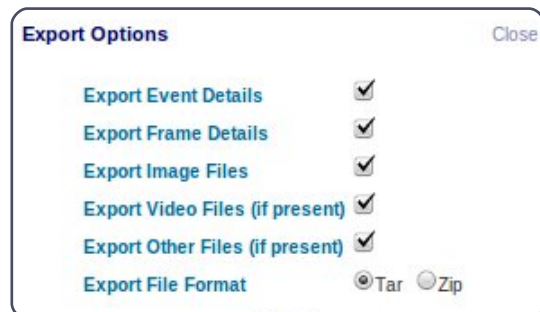 Export Options Close
Export Event Details
Export Frame Details
Export Image Files
Export Video Files (if present)
Export Other Files (if present)
Export File Format Tar Zip